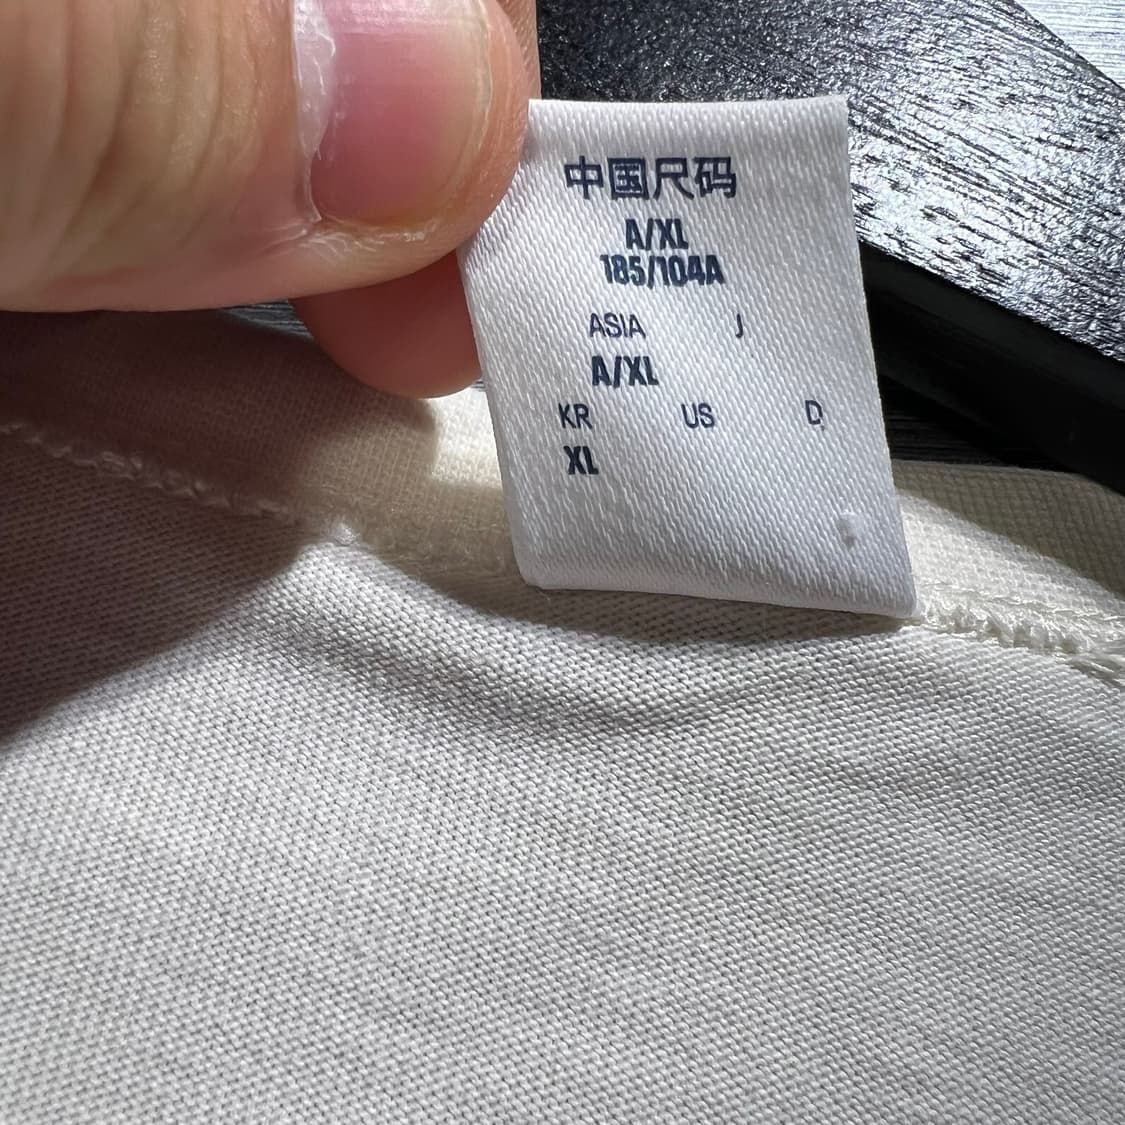 中国尺码
A/XL
185/104A
ASIA J
A/XL
KR US D
XL